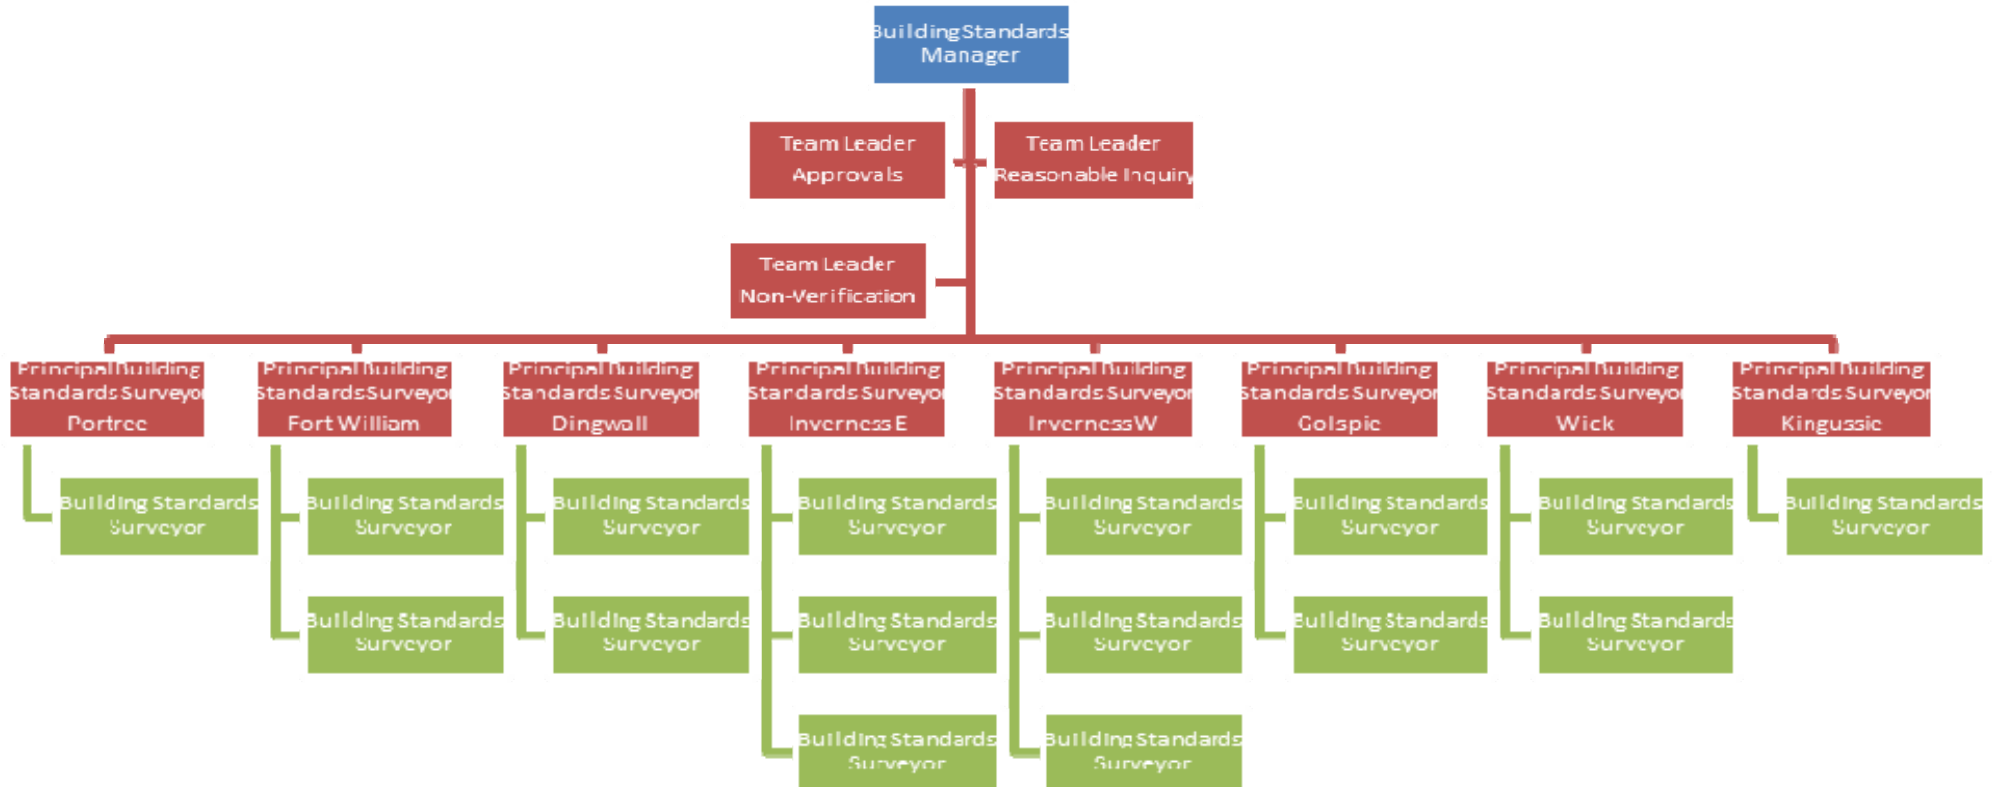 Building Standards
Manager
Team Leader
Approvals
Team Leader
Reasonable Inquiry
Team Leader
Non-Verification
Principal Building
Standards Surveyor
Portree
Principal Building
Standards Surveyor
Fort William
Principal Building
Standards Surveyor
Dingwall
Principal Building
Standards Surveyor
Inverness E
Principal Building
Standards Surveyor
Inverness W
Principal Building
Standards Surveyor
Golspie
Principal Building
Standards Surveyor
Wick
Principal Building
Standards Surveyor
Kingussie
Building Standards
Surveyor
Building Standards
Surveyor
Building Standards
Surveyor
Building Standards
Surveyor
Building Standards
Surveyor
Building Standards
Surveyor
Building Standards
Surveyor
Building Standards
Surveyor
Building Standards
Surveyor
Building Standards
Surveyor
Building Standards
Surveyor
Building Standards
Surveyor
Building Standards
Surveyor
Building Standards
Surveyor
Building Standards
Surveyor
Building Standards
Surveyor